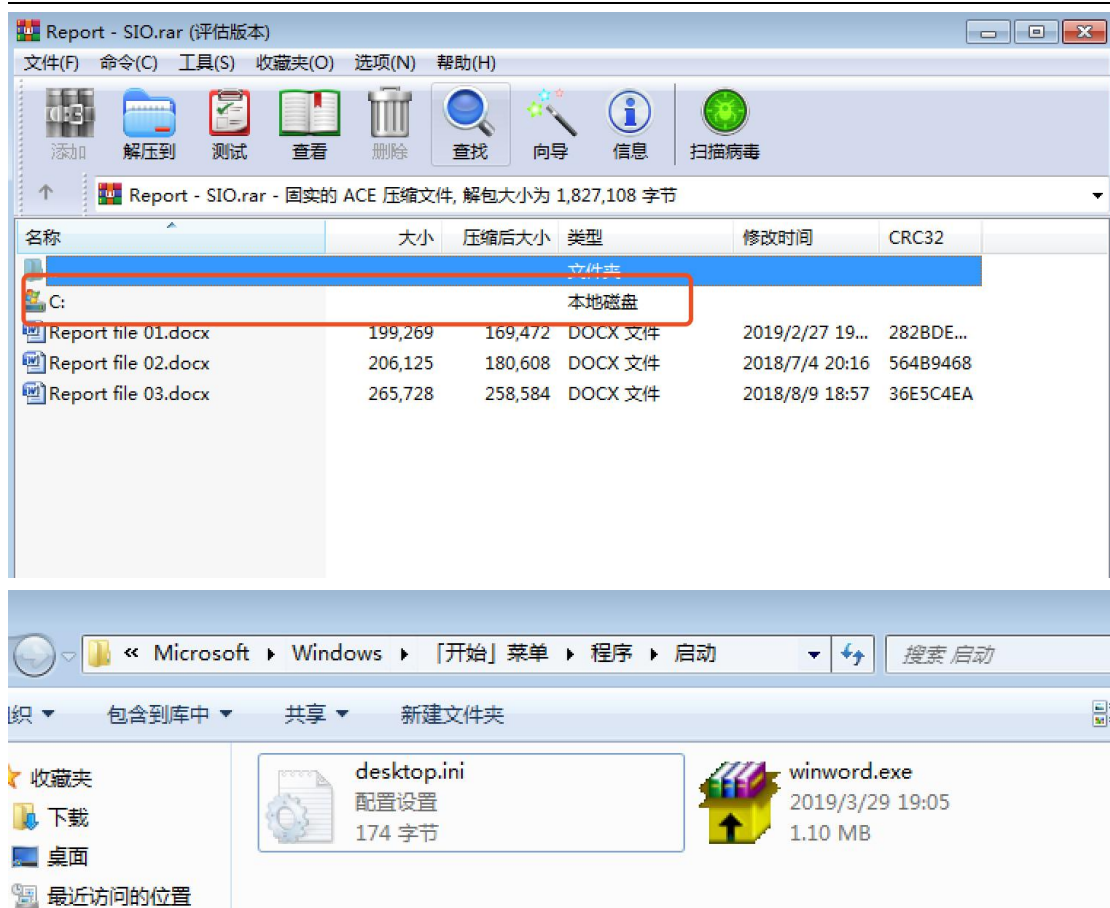 Report - SIO.rar (评估版本)
文件(F) 命令(C) 工具(S) 收藏夹(O) 选项(N) 帮助(H)
添加 解压到 测试 查看 删除 查找 向导 信息 扫描病毒
Report - SIO.rar - 固实的 ACE 压缩文件, 解包大小为 1,827,108 字节
名称 大小 压缩后大小 类型 修改时间 CRC32
文件夹
C: 本地磁盘
Report file 01.docx 199,269 169,472 DOCX 文件 2019/2/27 19... 282BDE...
Report file 02.docx 206,125 180,608 DOCX 文件 2018/7/4 20:16 564B9468
Report file 03.docx 265,728 258,584 DOCX 文件 2018/8/9 18:57 36E5C4EA
« Microsoft Windows 「开始」菜单 程序 启动 搜索 启动
织 包含到库中 共享 新建文件夹
收藏夹
下载
桌面
最近访问的位置
desktop.ini
配置设置
174 字节
winword.exe
2019/3/29 19:05
1.10 MB